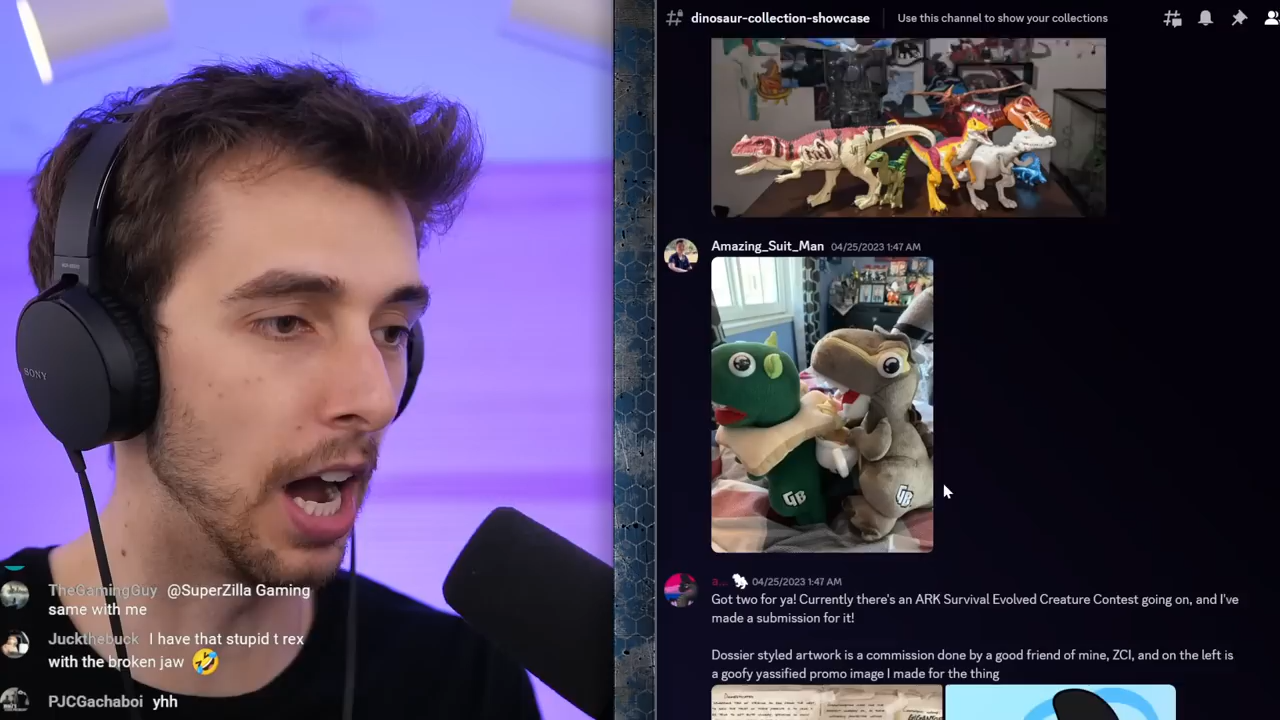 dinosaur-collection-showcase
Use this channel to show your collections
Amazing_Suit_Man 04/25/2023 1:47 AM
GB
GB
a... 04/25/2023 1:47 AM
Got two for ya! Currently there's an ARK Survival Evolved Creature Contest going on, and I've
made a submission for it!
Dossier styled artwork is a commission done by a good friend of mine, ZCI, and on the left is
a goofy yassified promo image I made for the thing
SONY
TheGamingGuy @SuperZilla Gaming
same with me
Juckthebuck I have that stupid t rex
with the broken jaw
PJCGachaboi yhh